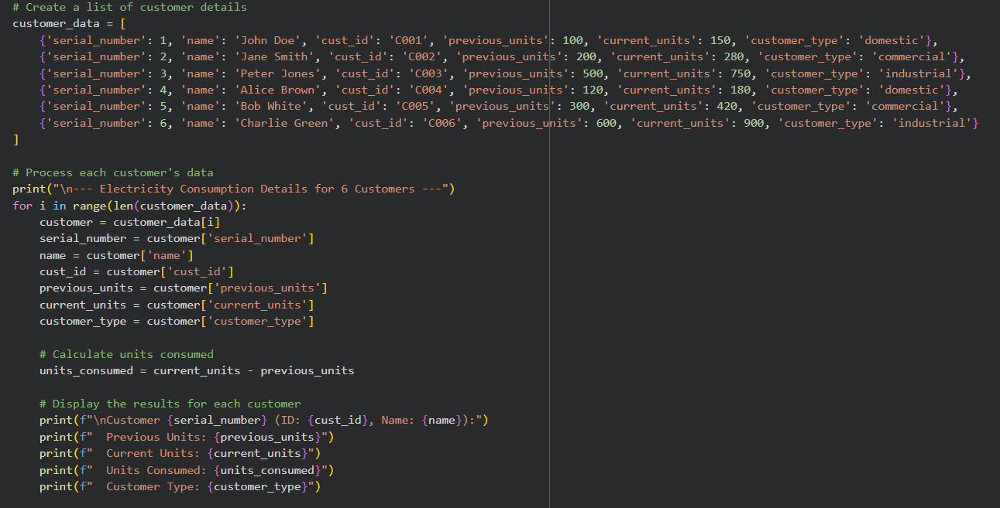 # Create a list of customer details
customer_data = [
    {'serial_number': 1, 'name': 'John Doe', 'cust_id': 'C001', 'previous_units': 100, 'current_units': 150, 'customer_type': 'domestic'},
    {'serial_number': 2, 'name': 'Jane Smith', 'cust_id': 'C002', 'previous_units': 200, 'current_units': 280, 'customer_type': 'commercial'},
    {'serial_number': 3, 'name': 'Peter Jones', 'cust_id': 'C003', 'previous_units': 500, 'current_units': 750, 'customer_type': 'industrial'},
    {'serial_number': 4, 'name': 'Alice Brown', 'cust_id': 'C004', 'previous_units': 120, 'current_units': 180, 'customer_type': 'domestic'},
    {'serial_number': 5, 'name': 'Bob White', 'cust_id': 'C005', 'previous_units': 300, 'current_units': 420, 'customer_type': 'commercial'},
    {'serial_number': 6, 'name': 'Charlie Green', 'cust_id': 'C006', 'previous_units': 600, 'current_units': 900, 'customer_type': 'industrial'}
]

# Process each customer's data
print("\n--- Electricity Consumption Details for 6 Customers ---")
for i in range(len(customer_data)):
    customer = customer_data[i]
    serial_number = customer['serial_number']
    name = customer['name']
    cust_id = customer['cust_id']
    previous_units = customer['previous_units']
    current_units = customer['current_units']
    customer_type = customer['customer_type']

    # Calculate units consumed
    units_consumed = current_units - previous_units

    # Display the results for each customer
    print(f"\nCustomer {serial_number} (ID: {cust_id}, Name: {name}):")
    print(f"  Previous Units: {previous_units}")
    print(f"  Current Units: {current_units}")
    print(f"  Units Consumed: {units_consumed}")
    print(f"  Customer Type: {customer_type}")